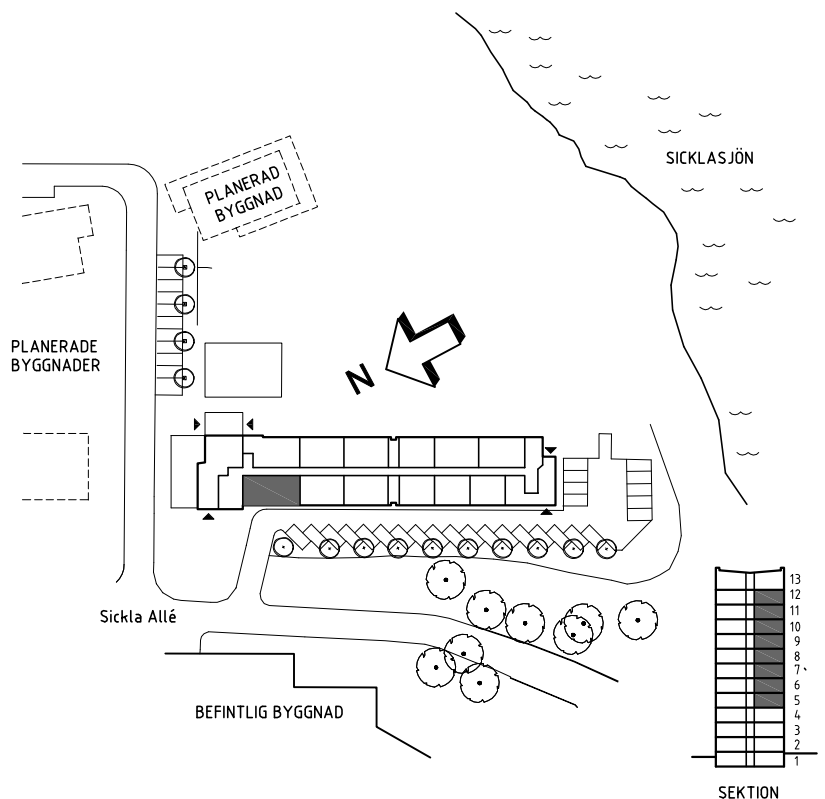 SICKLASJÖN
PLANERAD
BYGGNAD
PLANERADE
BYGGNADER
N
Sickla Allé
BEFINTLIG BYGGNAD
13
12
11
10
9
8
7
6
5
4
3
2
1
SEKTION